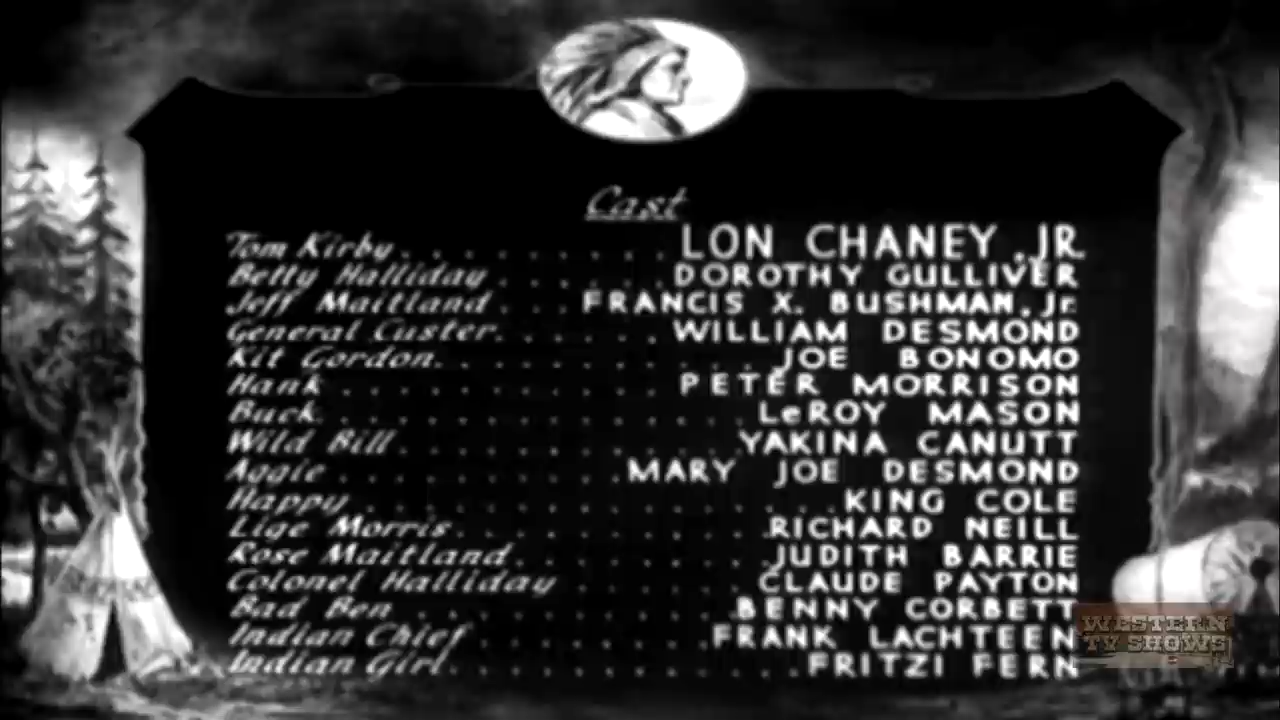 Cast
Tom Kirby. . . . . . . . . . LON CHANEY, JR.
Betty Halliday . . . . . . DOROTHY GULLIVER
Jeff Maitland . . . FRANCIS X. BUSHMAN, Jr.
General Custer. . . . . . . WILLIAM DESMOND
Kit Gordon. . . . . . . . . . . . JOE BONOMO
Hank . . . . . . . . . . . . PETER MORRISON
Buck. . . . . . . . . . . . . . . LeROY MASON
Wild Bill . . . . . . . . . . . . YAKINA CANUTT
Aggie . . . . . . . . . . . MARY JOE DESMOND
Happy . . . . . . . . . . . . . . . . KING COLE
Lige Morris. . . . . . . . . . . RICHARD NEILL
Rose Maitland. . . . . . . . . JUDITH BARRIE
Colonel Halliday . . . . . . . CLAUDE PAYTON
Bad Ben . . . . . . . . . . . BENNY CORBETT
Indian Chief . . . . . . . . . FRANK LACHTEEN
Indian Girl. . . . . . . . . . . . . FRITZI FERN
WESTERN
TV SHOWS